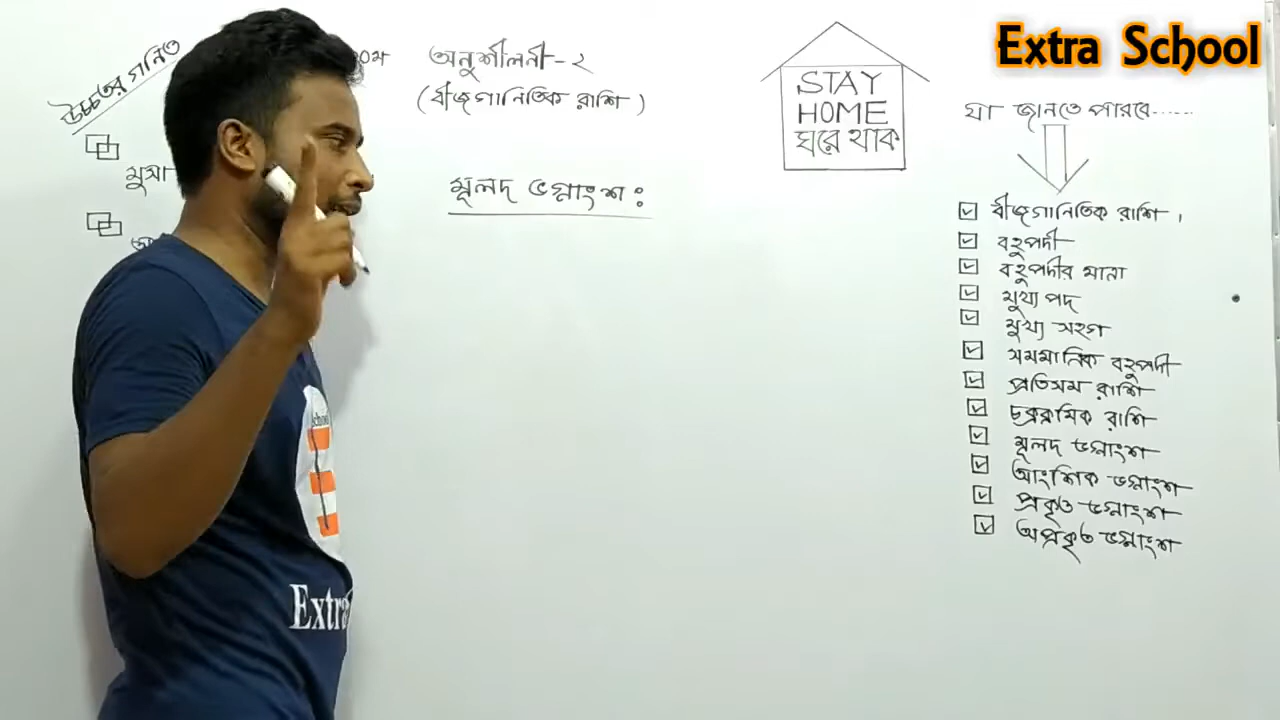 Extra School
উচ্চতর গনিত
অনুশীলনী-২
(বীজগানিতিক রাশি)
মূলদ ভগ্নাংশঃ
STAY
HOME
ঘরে থাক
যা জানতে পারবে......
বীজগানিতিক রাশি।
বহুপদী
বহুপদীর মাত্রা
মুখ্য পদ
মুখ্য সহগ
সমমাত্রিক বহুপদী
প্রতিসম রাশি
চক্রক্রমিক রাশি
মূলদ ভগ্নাংশ
আংশিক ভগ্নাংশ
প্রকৃত ভগ্নাংশ
অপ্রকৃত ভগ্নাংশ
Extra